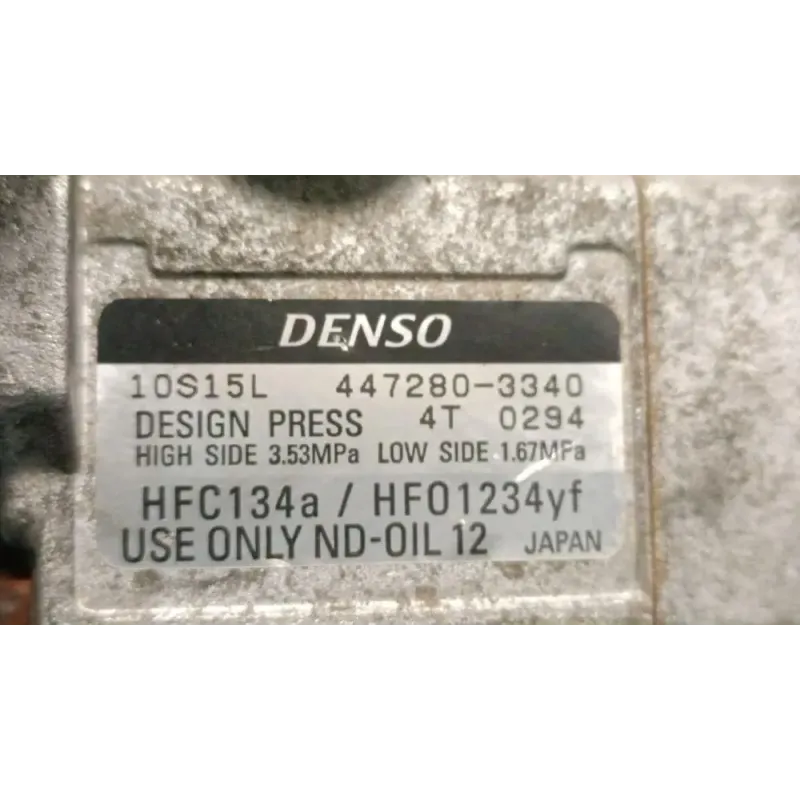 DENSO
10S15L 447280-3340
DESIGN PRESS 4T 0294
HIGH SIDE 3.53MPa LOW SIDE 1.67MPa
HFC134a / HFO1234yf
USE ONLY ND-OIL 12 JAPAN